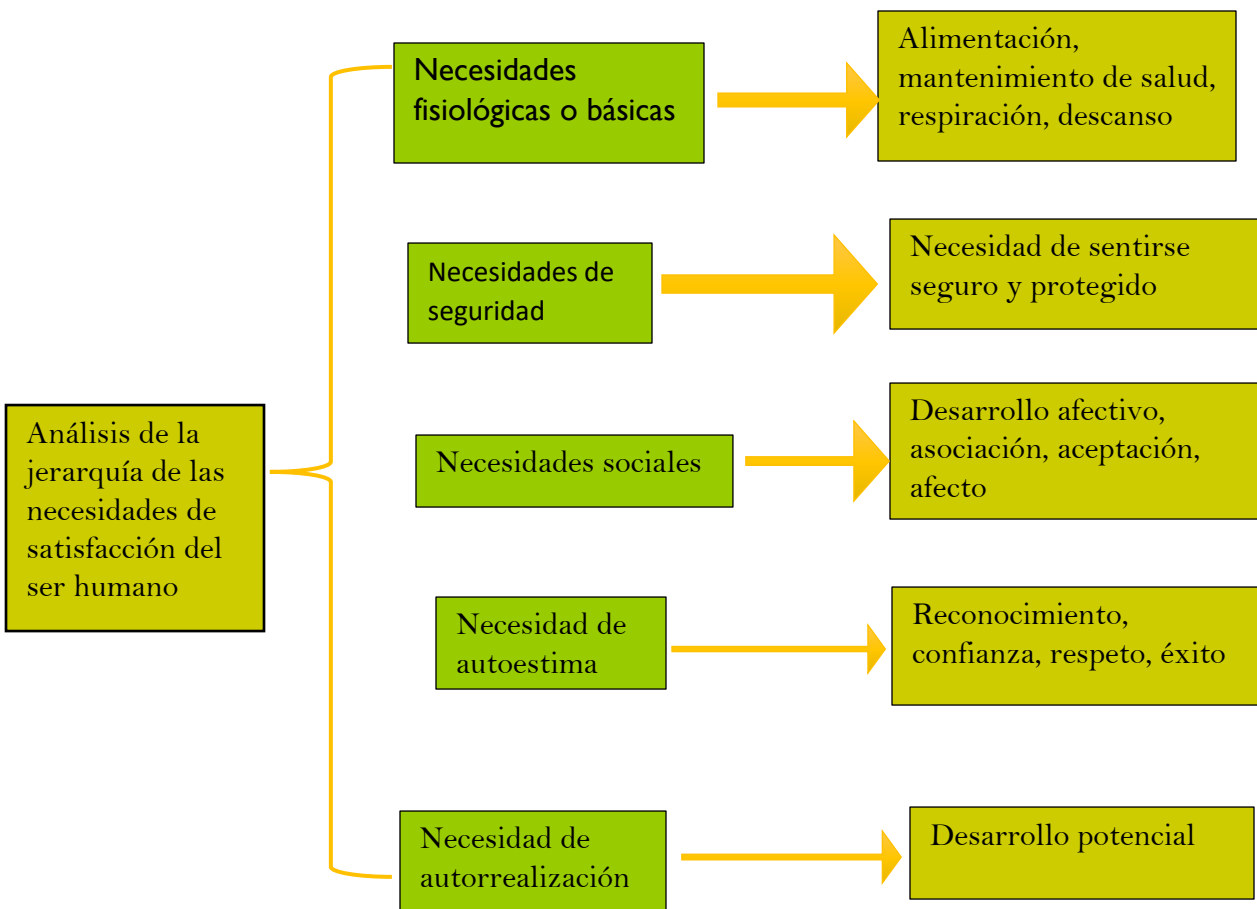 Necesidades
fisiológicas o básicas
Alimentación,
mantenimiento de salud,
respiración, descanso
Necesidades de
seguridad
Necesidad de sentirse
seguro y protegido
Análisis de la
jerarquía de las
necesidades de
satisfacción del
ser humano
Necesidades sociales
Desarrollo afectivo,
asociación, aceptación,
afecto
Necesidad de
autoestima
Reconocimiento,
confianza, respeto, éxito
Necesidad de
autorrealización
Desarrollo potencial